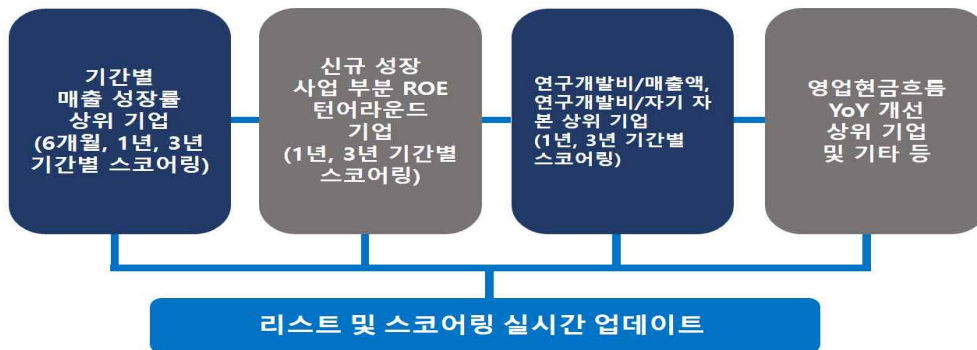 기간별
매출 성장률
상위 기업
(6개월, 1년, 3년
기간별 스코어링)
신규 성장
사업 부분 ROE
턴어라운드
기업
(1년, 3년 기간별
스코어링)
연구개발비/매출액,
연구개발비/자기 자
본 상위 기업
(1년, 3년 기간별
스코어링)
영업현금흐름
YoY 개선
상위 기업
및 기타 등
리스트 및 스코어링 실시간 업데이트